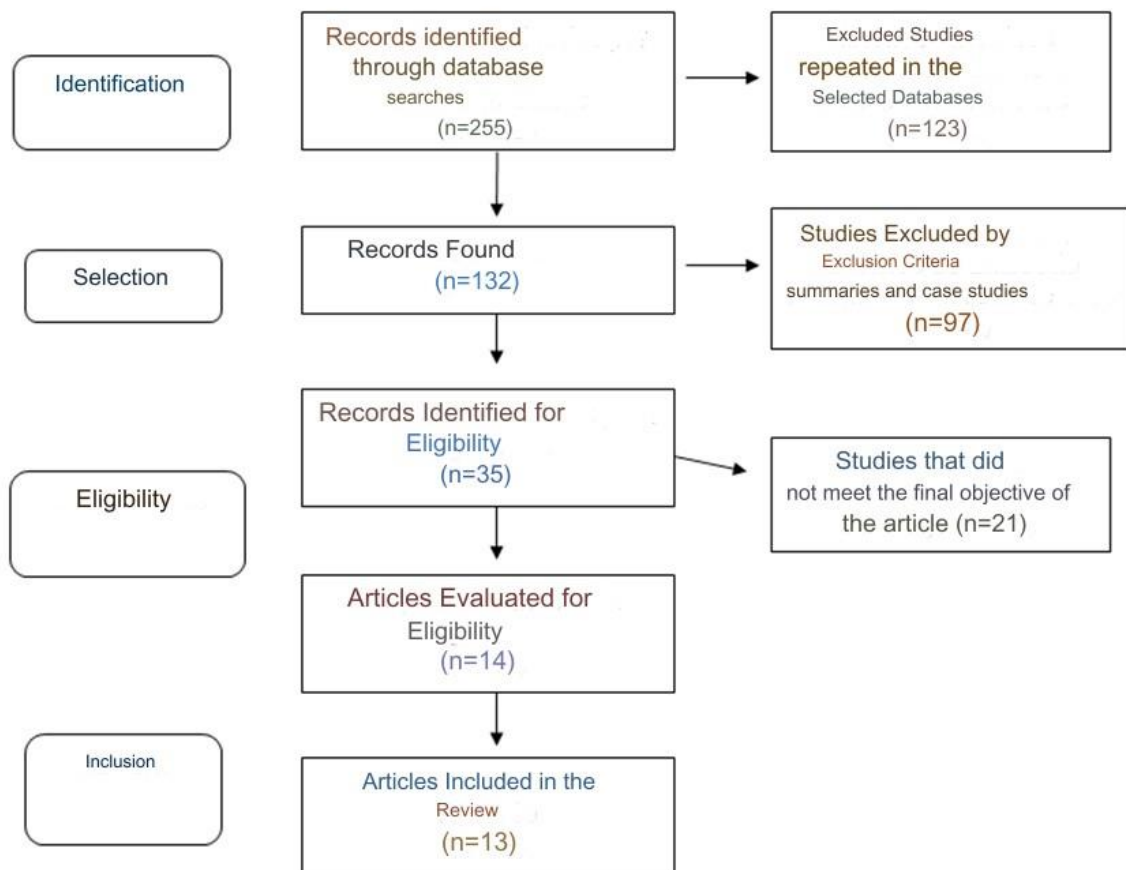 Identification
Records identified
through database
searches
(n=255)
Excluded Studies
repeated in the
Selected Databases
(n=123)
Selection
Records Found
(n=132)
Studies Excluded by
Exclusion Criteria
summaries and case studies
(n=97)
Eligibility
Records Identified for
Eligibility
(n=35)
Studies that did
not meet the final objective of
the article (n=21)
Articles Evaluated for
Eligibility
(n=14)
Inclusion
Articles Included in the
Review
(n=13)